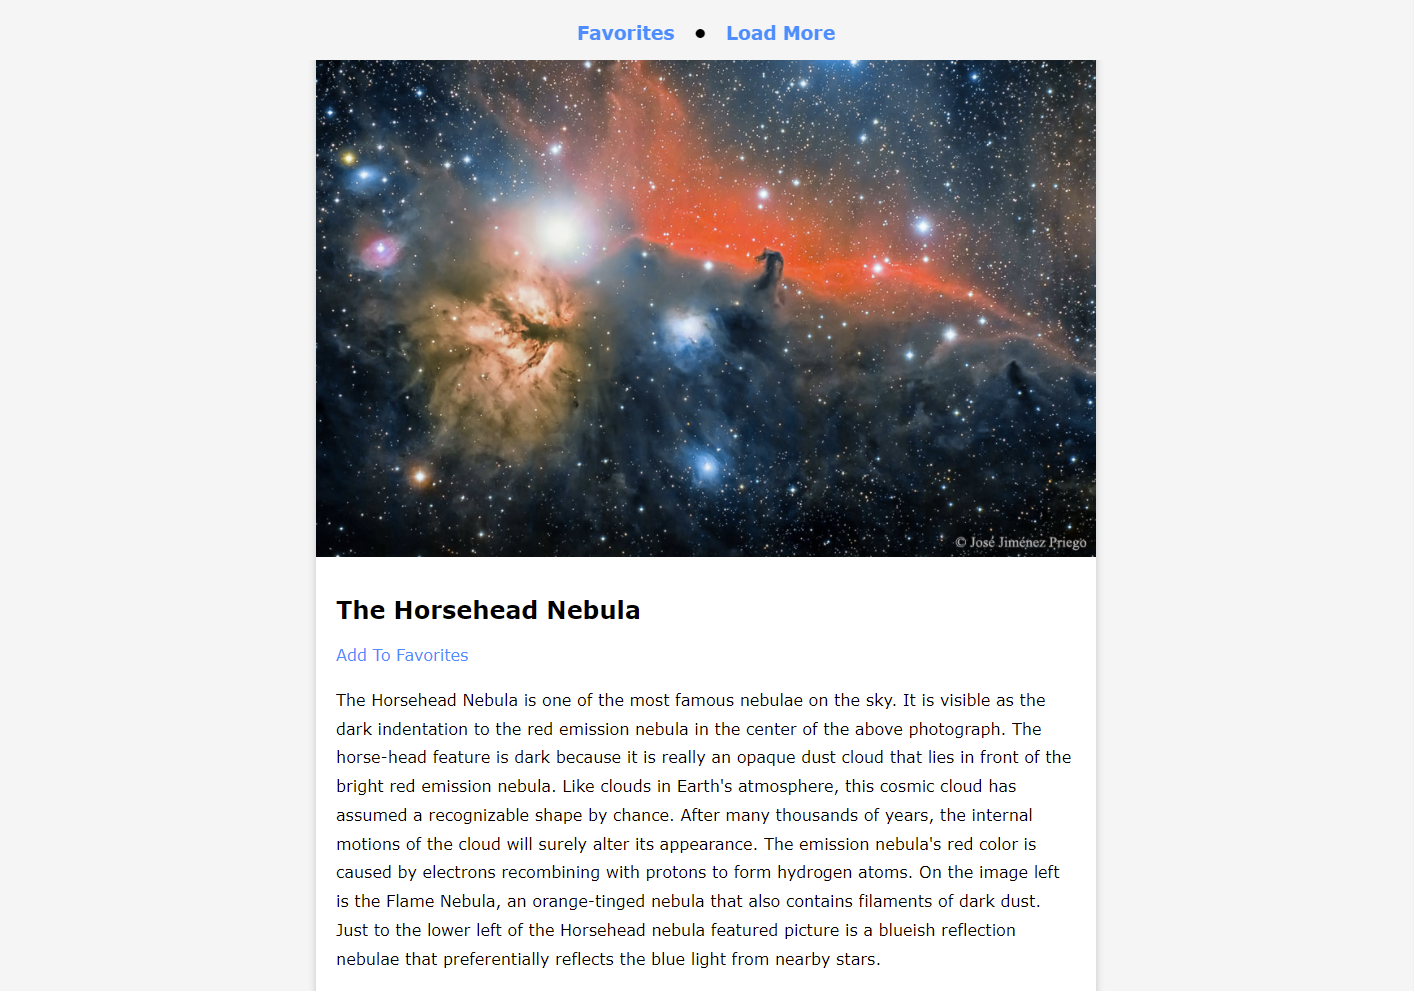 Favorites ● Load More
© José Jiménez Priego
The Horsehead Nebula
Add To Favorites
The Horsehead Nebula is one of the most famous nebulae on the sky. It is visible as the
dark indentation to the red emission nebula in the center of the above photograph. The
horse-head feature is dark because it is really an opaque dust cloud that lies in front of the
bright red emission nebula. Like clouds in Earth's atmosphere, this cosmic cloud has
assumed a recognizable shape by chance. After many thousands of years, the internal
motions of the cloud will surely alter its appearance. The emission nebula's red color is
caused by electrons recombining with protons to form hydrogen atoms. On the image left
is the Flame Nebula, an orange-tinged nebula that also contains filaments of dark dust.
Just to the lower left of the Horsehead nebula featured picture is a blueish reflection
nebulae that preferentially reflects the blue light from nearby stars.